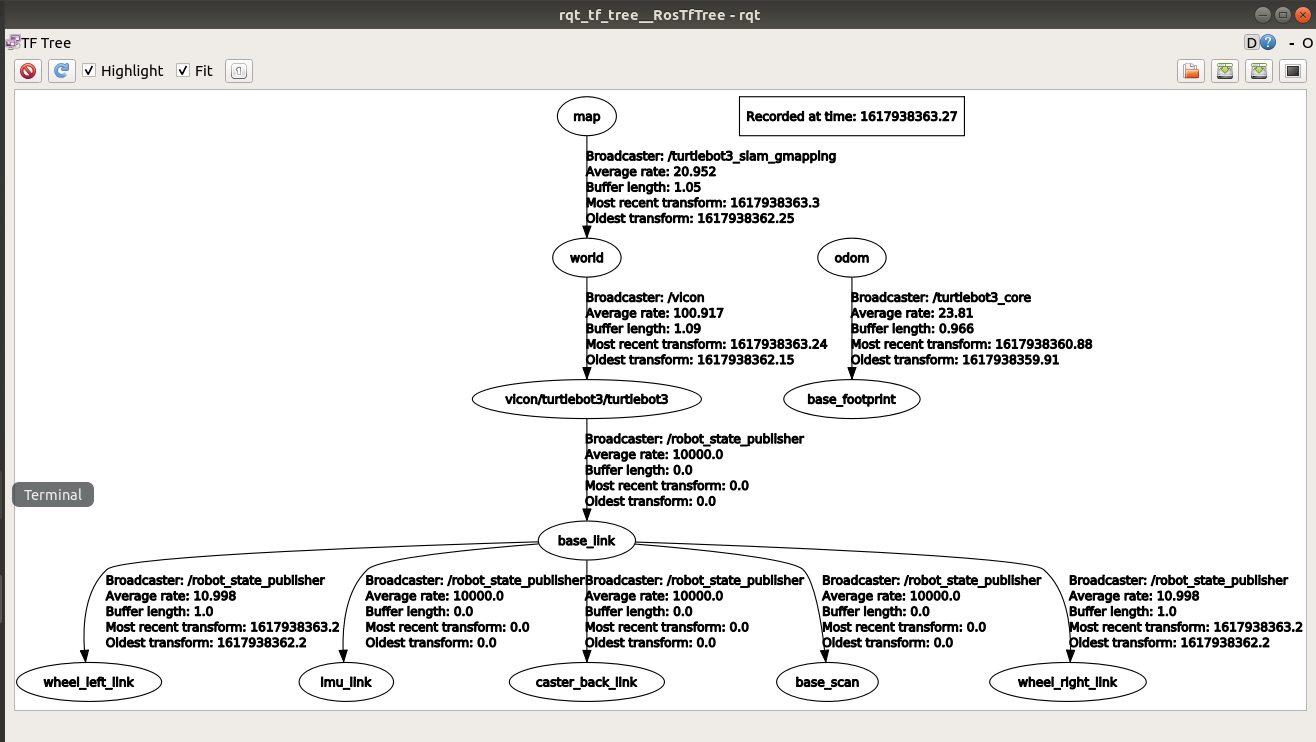 rqt_tf_tree__RosTfTree - rqt
TF Tree
D ? - O
Highlight Fit
map
Recorded at time: 1617938363.27
Broadcaster: /turtlebot3_slam_gmapping
Average rate: 20.952
Buffer length: 1.05
Most recent transform: 1617938363.3
Oldest transform: 1617938362.25
world
odom
Broadcaster: /vicon
Average rate: 100.917
Buffer length: 1.09
Most recent transform: 1617938363.24
Oldest transform: 1617938362.15
Broadcaster: /turtlebot3_core
Average rate: 23.81
Buffer length: 0.966
Most recent transform: 1617938360.88
Oldest transform: 1617938359.91
vicon/turtlebot3/turtlebot3
base_footprint
Broadcaster: /robot_state_publisher
Average rate: 10000.0
Buffer length: 0.0
Most recent transform: 0.0
Oldest transform: 0.0
Terminal
base_link
Broadcaster: /robot_state_publisher
Average rate: 10.998
Buffer length: 1.0
Most recent transform: 1617938363.2
Oldest transform: 1617938362.2
Broadcaster: /robot_state_publisher
Average rate: 10000.0
Buffer length: 0.0
Most recent transform: 0.0
Oldest transform: 0.0
Broadcaster: /robot_state_publisher
Average rate: 10000.0
Buffer length: 0.0
Most recent transform: 0.0
Oldest transform: 0.0
Broadcaster: /robot_state_publisher
Average rate: 10000.0
Buffer length: 0.0
Most recent transform: 0.0
Oldest transform: 0.0
Broadcaster: /robot_state_publisher
Average rate: 10.998
Buffer length: 1.0
Most recent transform: 1617938363.2
Oldest transform: 1617938362.2
wheel_left_link
imu_link
caster_back_link
base_scan
wheel_right_link